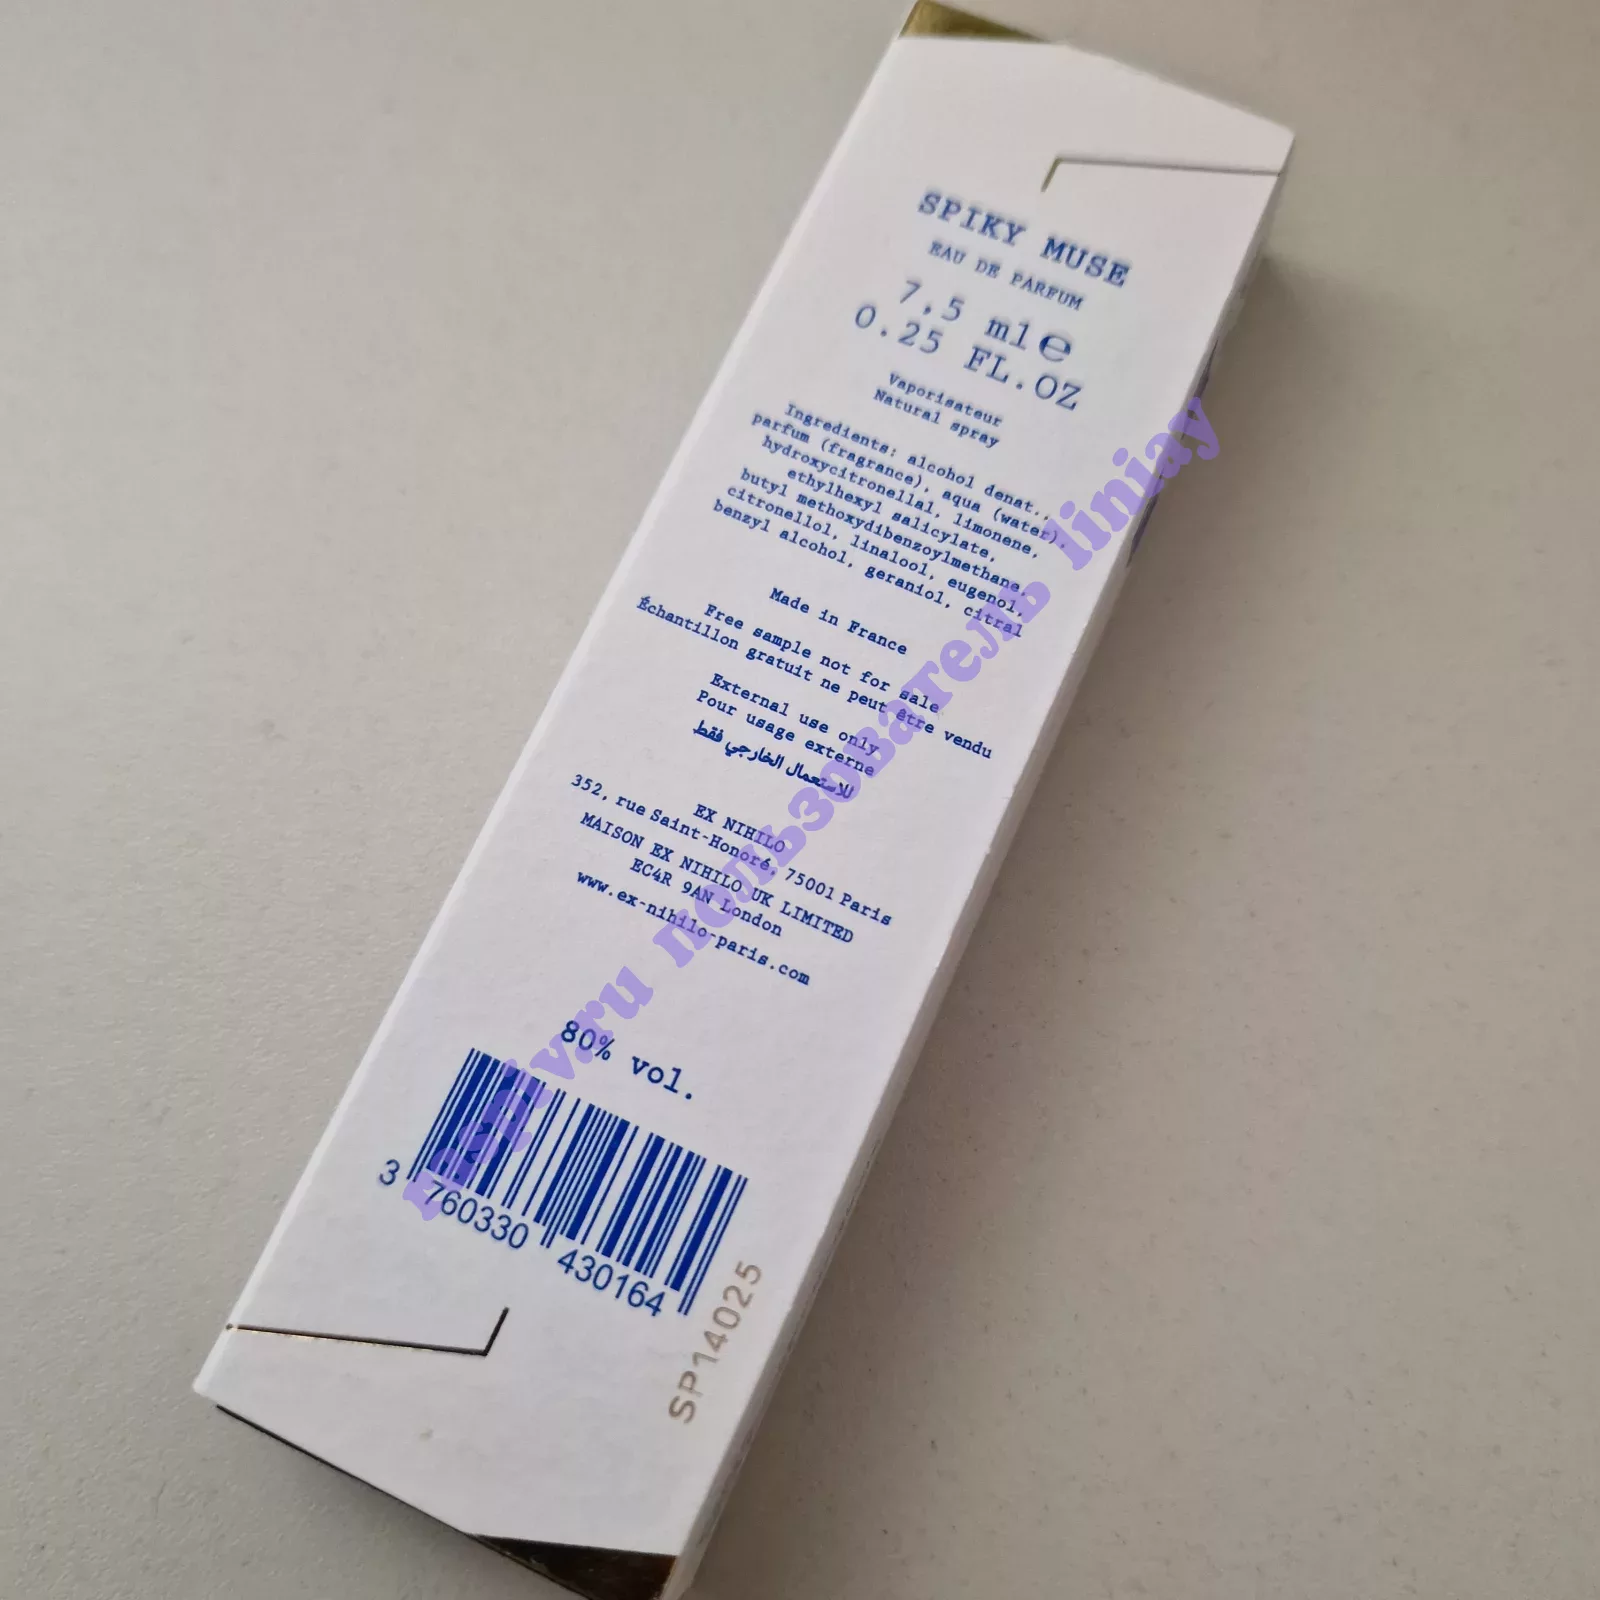 SPIKY MUSE
EAU DE PARFUM
7,5 ml e
0.25 FL.OZ
Vaporisateur
Natural spray
Ingredients: alcohol denat.,
parfum (fragrance), aqua (water),
hydroxycitronellal, limonene,
ethylhexyl salicylate,
butyl methoxydibenzoylmethane,
citronellol, linalool, eugenol,
benzyl alcohol, geraniol, citral
Made in France
Free sample not for sale
Échantillon gratuit ne peut être vendu
External use only
Pour usage externe
للاستعمال الخارجي فقط
EX NIHILO
352, rue Saint-Honoré, 75001 Paris
MAISON EX NIHILO UK LIMITED
EC4R 9AN London
www.ex-nihilo-paris.com
80% vol.
3 760330 430164
SP14025
пользователь liniay